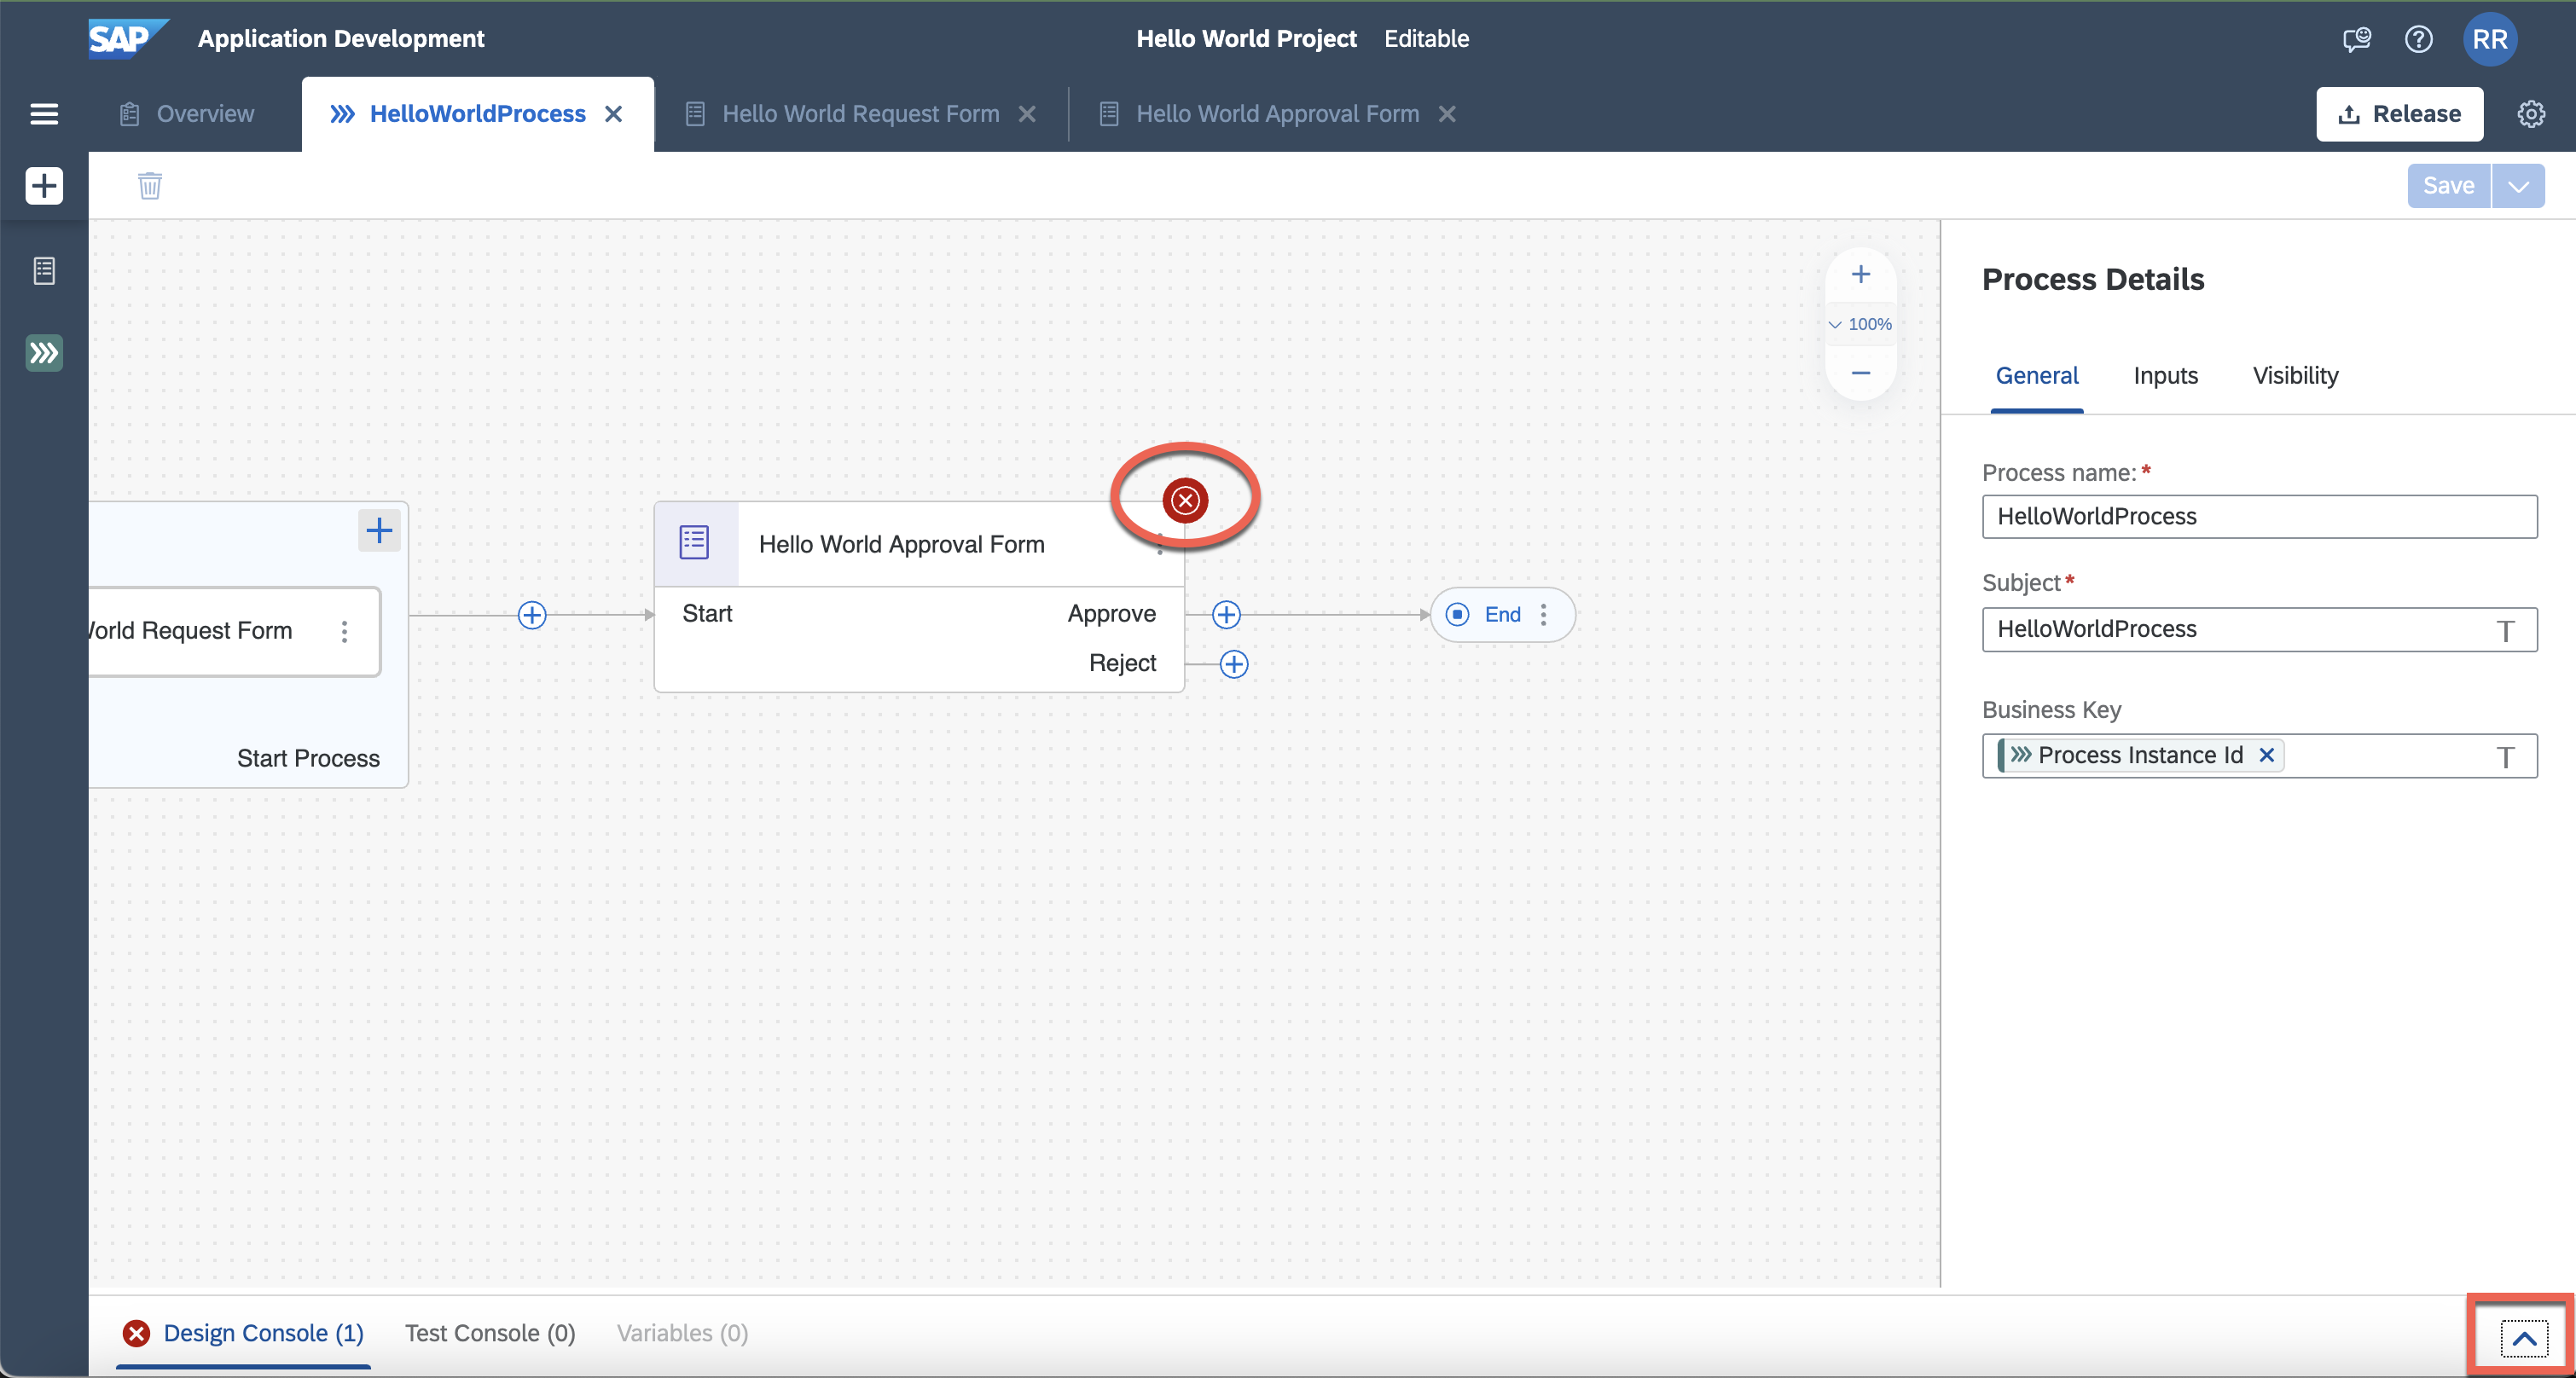 SAP Application Development
Hello World Project Editable
RR
Overview
HelloWorldProcess
Hello World Request Form
Hello World Approval Form
Release
Save
100%
Process Details
General Inputs Visibility
Process name:*
HelloWorldProcess
Subject*
HelloWorldProcess
Business Key
Process Instance Id
World Request Form
Start Process
Hello World Approval Form
Start
Approve
Reject
End
Design Console (1)
Test Console (0)
Variables (0)